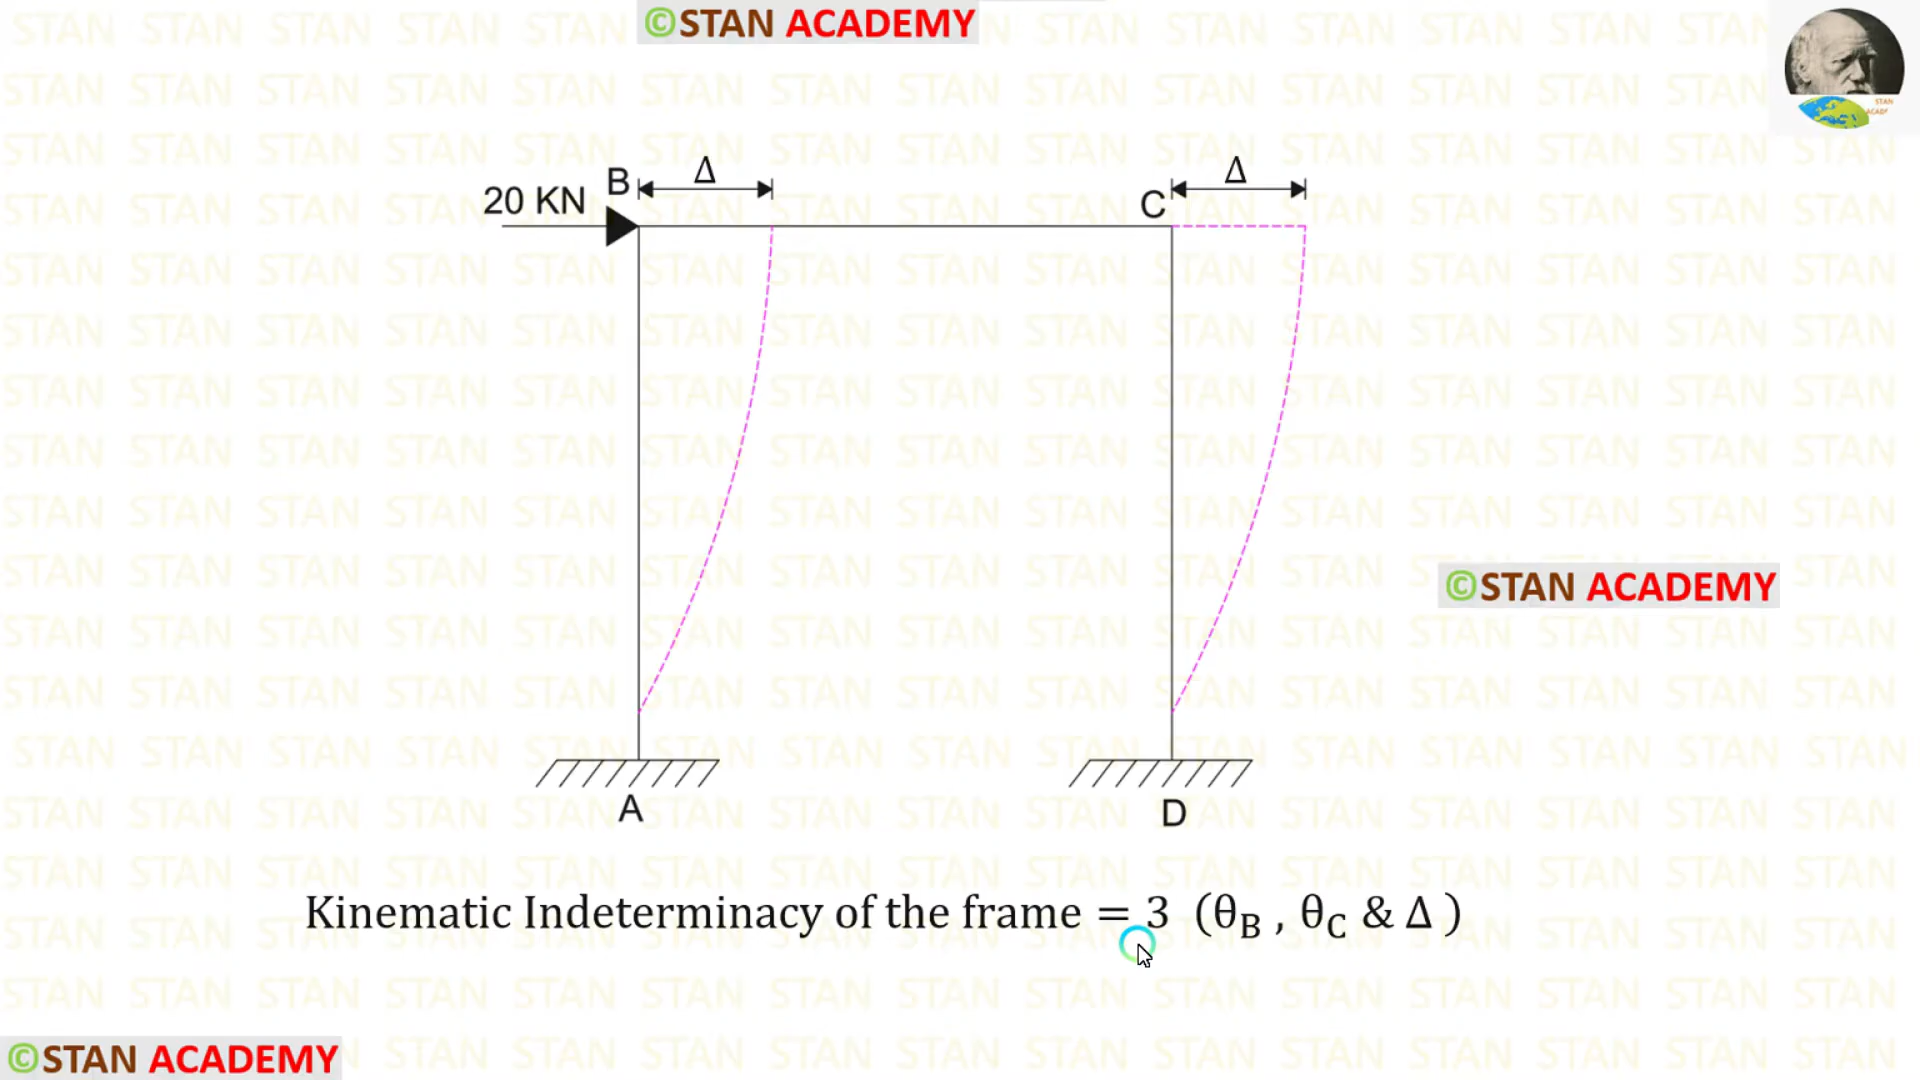 ©STAN ACADEMY
Δ
Δ
B
20 KN
C
©STAN ACADEMY
A
D
Kinematic Indeterminacy of the frame = 3 (θB , θC & Δ )
©STAN ACADEMY